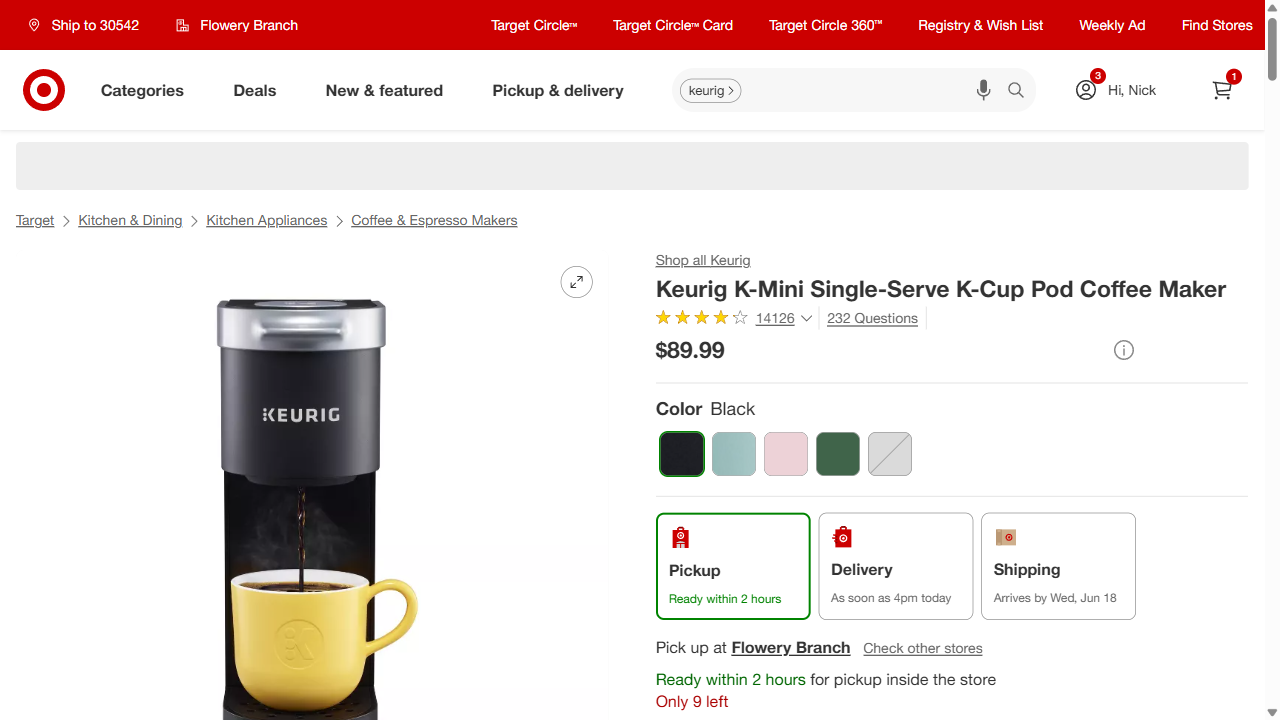 Ship to 30542
Flowery Branch
Target Circle™
Target Circle™ Card
Target Circle 360™
Registry & Wish List
Weekly Ad
Find Stores
Categories
Deals
New & featured
Pickup & delivery
keurig
3
Hi, Nick
1
Target
Kitchen & Dining
Kitchen Appliances
Coffee & Espresso Makers
Shop all Keurig
Keurig K-Mini Single-Serve K-Cup Pod Coffee Maker
14126
232 Questions
$89.99
Color Black
KEURIG
K
Pickup
Ready within 2 hours
Delivery
As soon as 4pm today
Shipping
Arrives by Wed, Jun 18
Pick up at Flowery Branch
Check other stores
Ready within 2 hours for pickup inside the store
Only 9 left